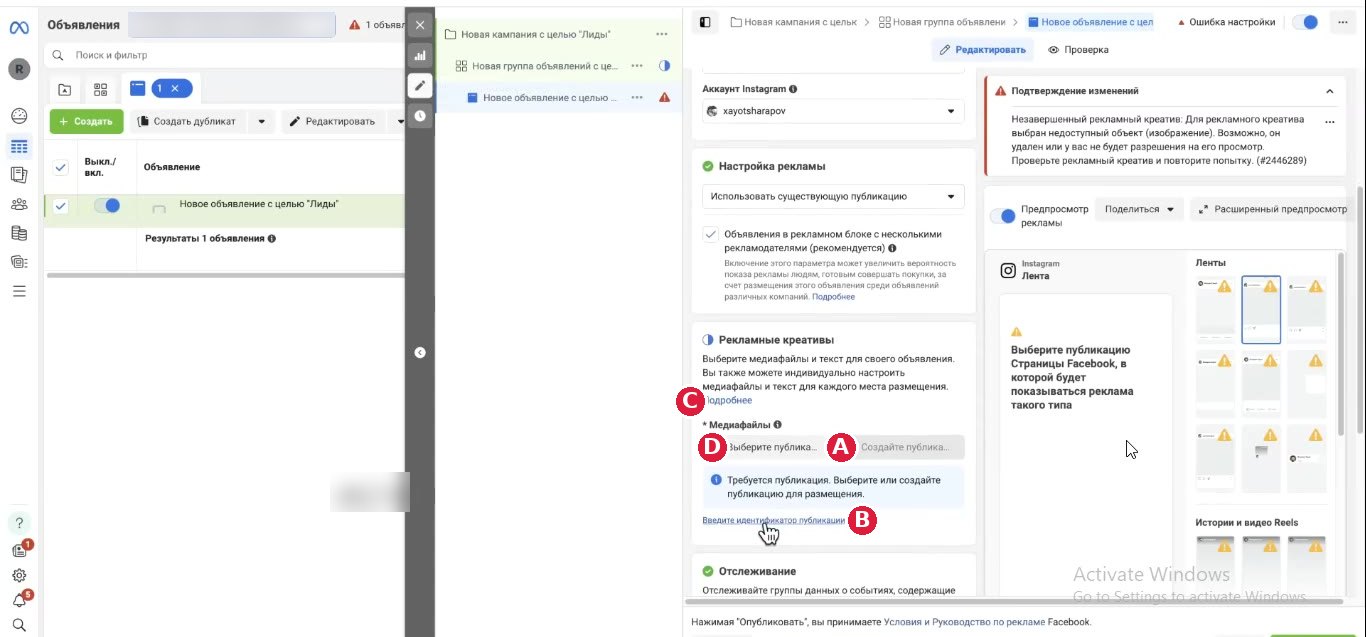 Объявления
1 объявл
Поиск и фильтр
R
1
Создать
Создать дубликат
Редактировать
Выкл./
вкл.
Объявление
Новое объявление с целью "Лиды"
Результаты 1 объявления
?
1
5
Новая кампания с целью "Лиды"
Новая группа объявлений с це...
Новое объявление с целью ...
Новая кампания с целью
Новая группа объявлени
Новое объявление с цел
Ошибка настройки
Редактировать
Проверка
Аккаунт Instagram
xayotsharapov
Настройка рекламы
Использовать существующую публикацию
Объявления в рекламном блоке с несколькими
рекламодателями (рекомендуется)
Включение этого параметра может увеличить вероятность
показа рекламы людям, готовым совершать покупки, за
счет размещения этого объявления среди объявлений
различных компаний. Подробнее
Рекламные креативы
Выберите медиафайлы и текст для своего объявления.
Вы также можете индивидуально настроить
медиафайлы и текст для каждого места размещения.
C одробнее
* Медиафайлы
D Выберите публика...
A Создайте публика...
Требуется публикация. Выберите или создайте
публикацию для размещения.
Введите идентификатор публикации B
Отслеживание
Отслеживайте группы данных о событиях, содержащие
Подтверждение изменений
Незавершенный рекламный креатив: Для рекламного креатива
выбран недоступный объект (изображение). Возможно, он
удален или у вас не будет разрешения на его просмотр.
Проверьте рекламный креатив и повторите попытку. (#2446289)
Предпросмотр
рекламы
Поделиться
Расширенный предпросмотр
Instagram
Лента
Выберите публикацию
Страницы Facebook, в
которой будет
показываться реклама
такого типа
Ленты
Истории и видео Reels
Activate Windows
Go to Settings to activate Windows.
Нажимая "Опубликовать", вы принимаете Условия и Руководство по рекламе Facebook.